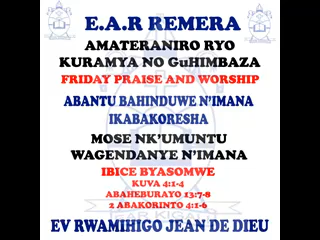 E.A.R REMERA
AMATERANIRO RYO
KURAMYA NO GuHIMBAZA
FRIDAY PRAISE AND WORSHIP
ABANTU BAHINDUWE N'IMANA
IKABAKORESHA
MOSE NK'UMUNTU
WAGENDANYE N'IMANA
IBICE BYASOMWE
KUVA 4:1-4
ABAHEBURAYO 13:7-8
2 ABAKORINTO 4:1-6
EV RWAMIHIGO JEAN DE DIEU